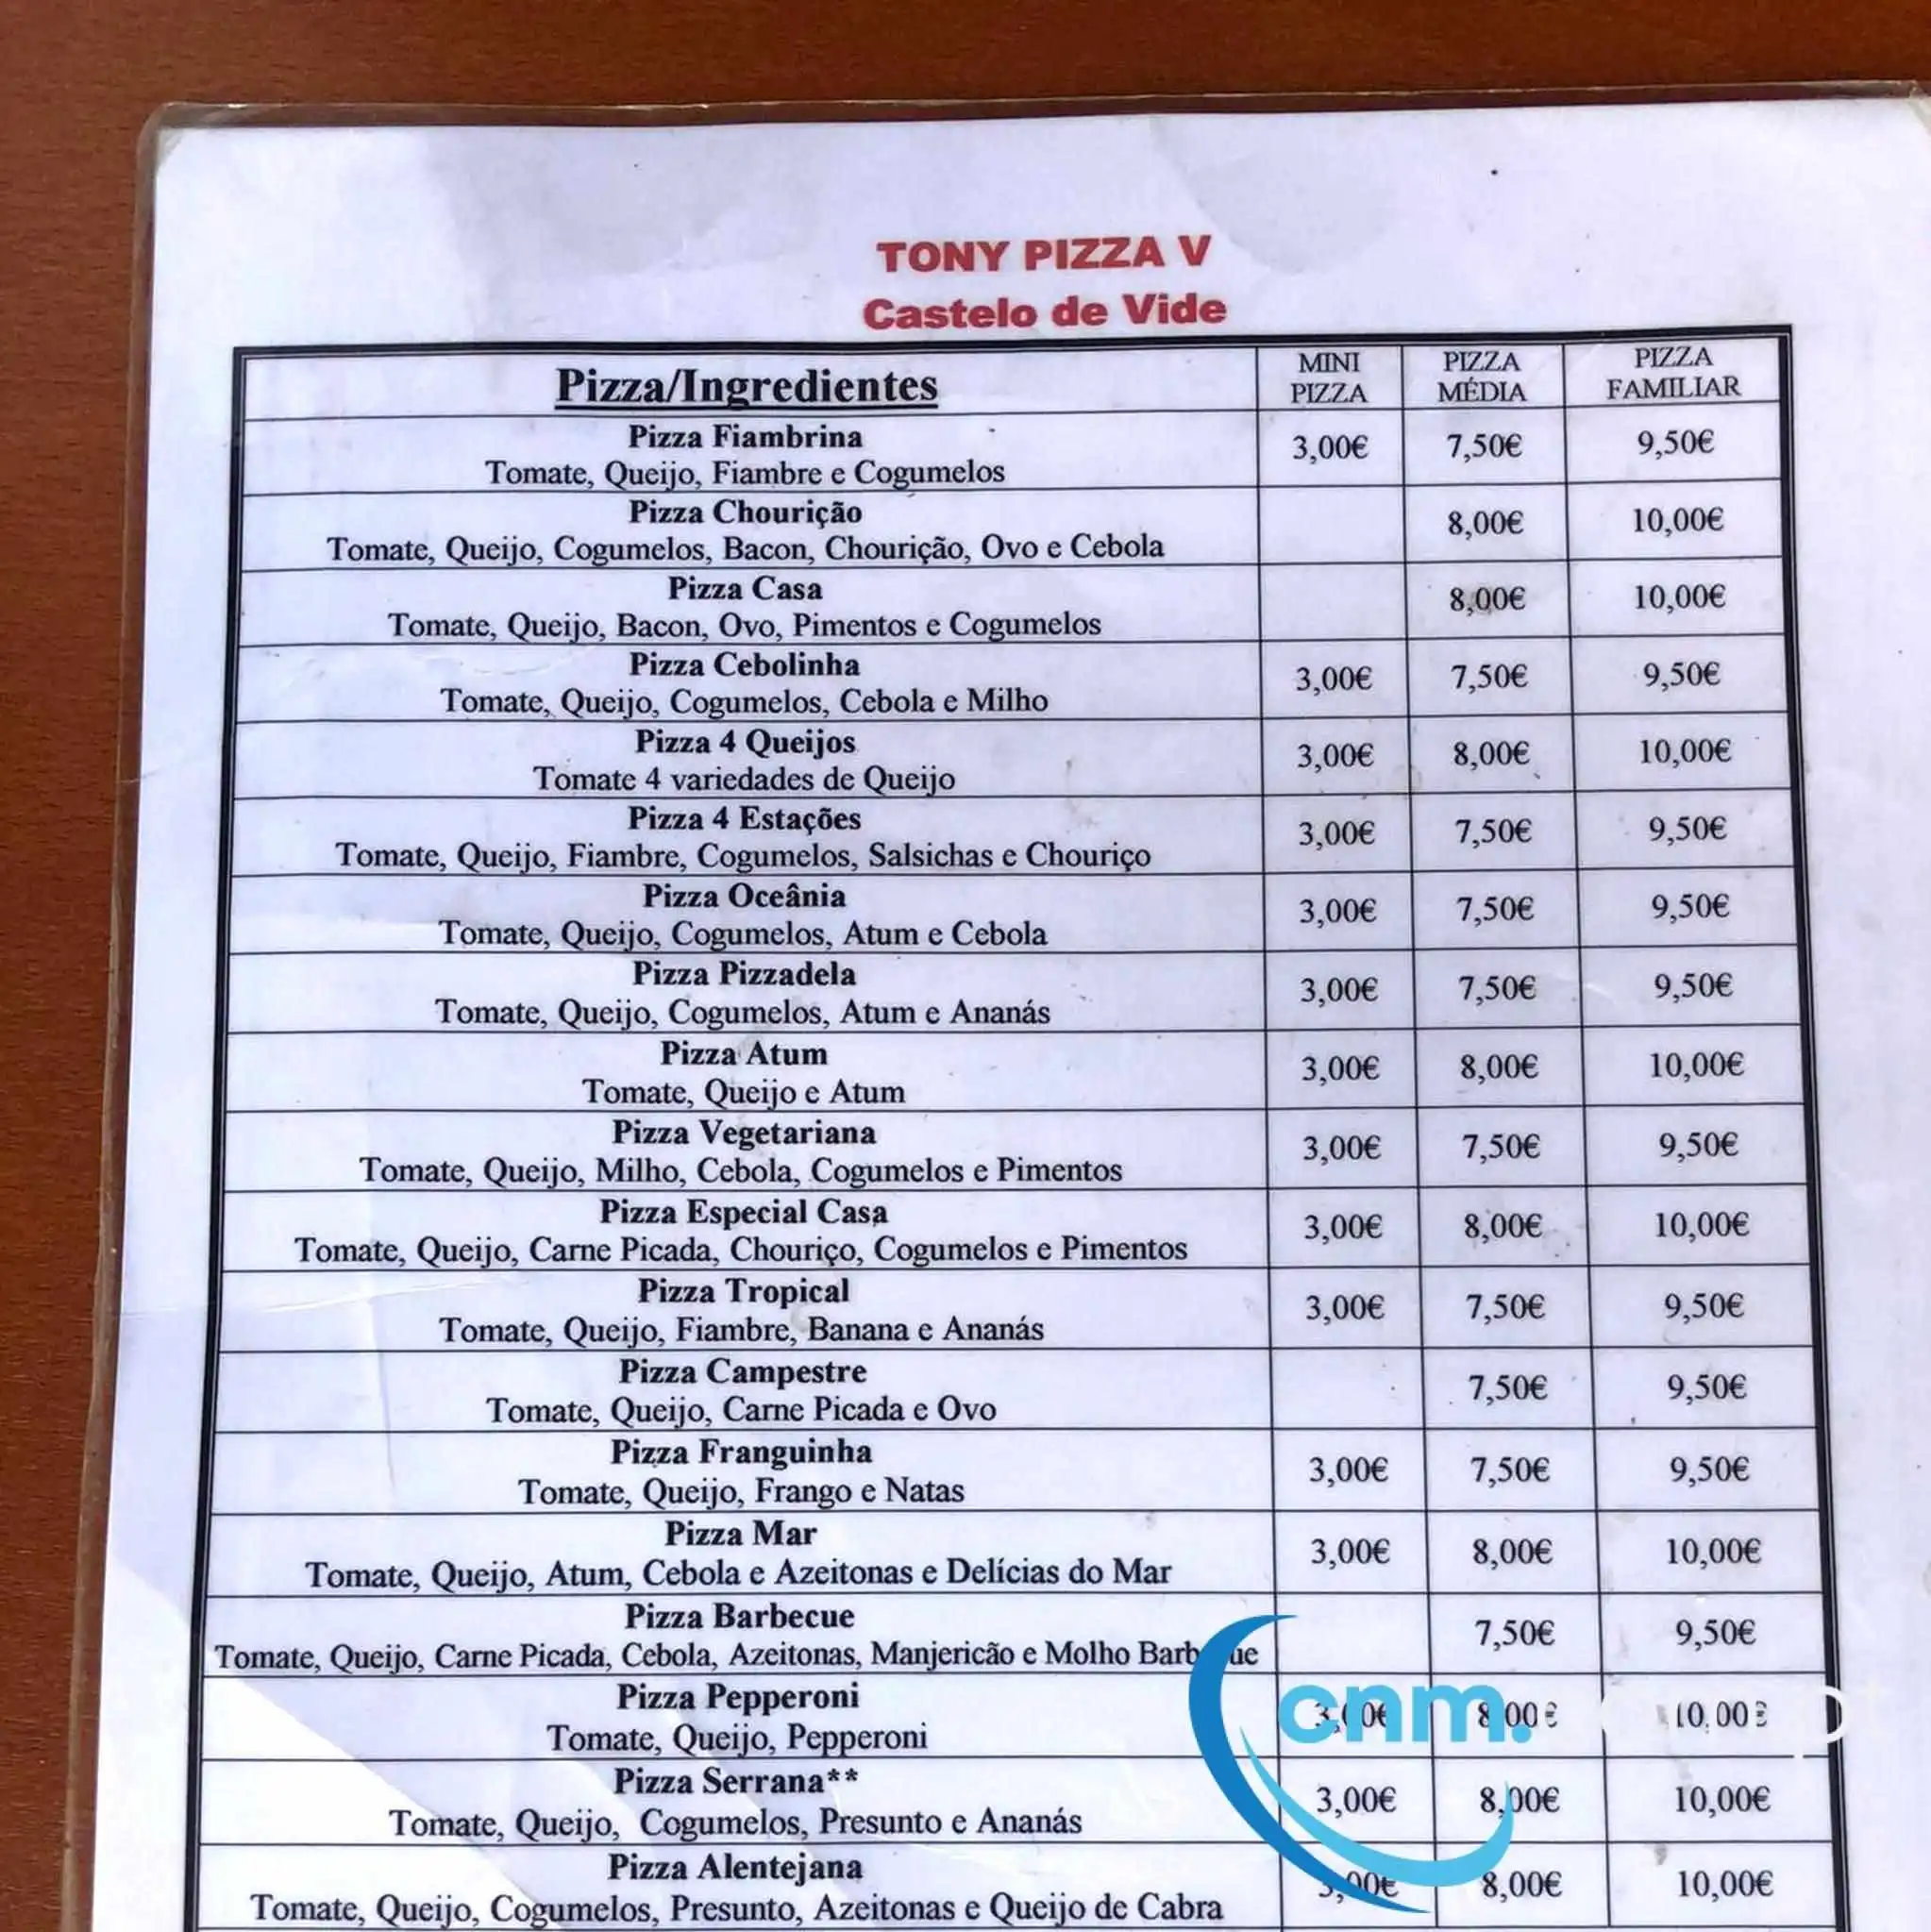 TONY PIZZA V
Castelo de Vide
Pizza/Ingredientes
MINI PIZZA
PIZZA MÉDIA
PIZZA FAMILIAR
Pizza Fiambrina
Tomate, Queijo, Fiambre e Cogumelos
3,00€ 7,50€ 9,50€
Pizza Chourição
Tomate, Queijo, Cogumelos, Bacon, Chourição, Ovo e Cebola
8,00€ 10,00€
Pizza Casa
Tomate, Queijo, Bacon, Ovo, Pimentos e Cogumelos
8,00€ 10,00€
Pizza Cebolinha
Tomate, Queijo, Cogumelos, Cebola e Milho
3,00€ 7,50€ 9,50€
Pizza 4 Queijos
Tomate 4 variedades de Queijo
3,00€ 8,00€ 10,00€
Pizza 4 Estações
Tomate, Queijo, Fiambre, Cogumelos, Salsichas e Chouriço
3,00€ 7,50€ 9,50€
Pizza Oceânia
Tomate, Queijo, Cogumelos, Atum e Cebola
3,00€ 7,50€ 9,50€
Pizza Pizzadela
Tomate, Queijo, Cogumelos, Atum e Ananás
3,00€ 7,50€ 9,50€
Pizza Atum
Tomate, Queijo e Atum
3,00€ 8,00€ 10,00€
Pizza Vegetariana
Tomate, Queijo, Milho, Cebola, Cogumelos e Pimentos
3,00€ 7,50€ 9,50€
Pizza Especial Casa
Tomate, Queijo, Carne Picada, Chouriço, Cogumelos e Pimentos
3,00€ 8,00€ 10,00€
Pizza Tropical
Tomate, Queijo, Fiambre, Banana e Ananás
3,00€ 7,50€ 9,50€
Pizza Campestre
Tomate, Queijo, Carne Picada e Ovo
7,50€ 9,50€
Pizza Franguinha
Tomate, Queijo, Frango e Natas
3,00€ 7,50€ 9,50€
Pizza Mar
Tomate, Queijo, Atum, Cebola e Azeitonas e Delícias do Mar
3,00€ 8,00€ 10,00€
Pizza Barbecue
Tomate, Queijo, Carne Picada, Cebola, Azeitonas, Manjericão e Molho Barbecue
7,50€ 9,50€
Pizza Pepperoni
Tomate, Queijo, Pepperoni
3,00€ 8,00€ 10,00€
cnm.
Pizza Serrana**
Tomate, Queijo, Cogumelos, Presunto e Ananás
3,00€ 8,00€ 10,00€
Pizza Alentejana
Tomate, Queijo, Cogumelos, Presunto, Azeitonas e Queijo de Cabra
3,00€ 8,00€ 10,00€